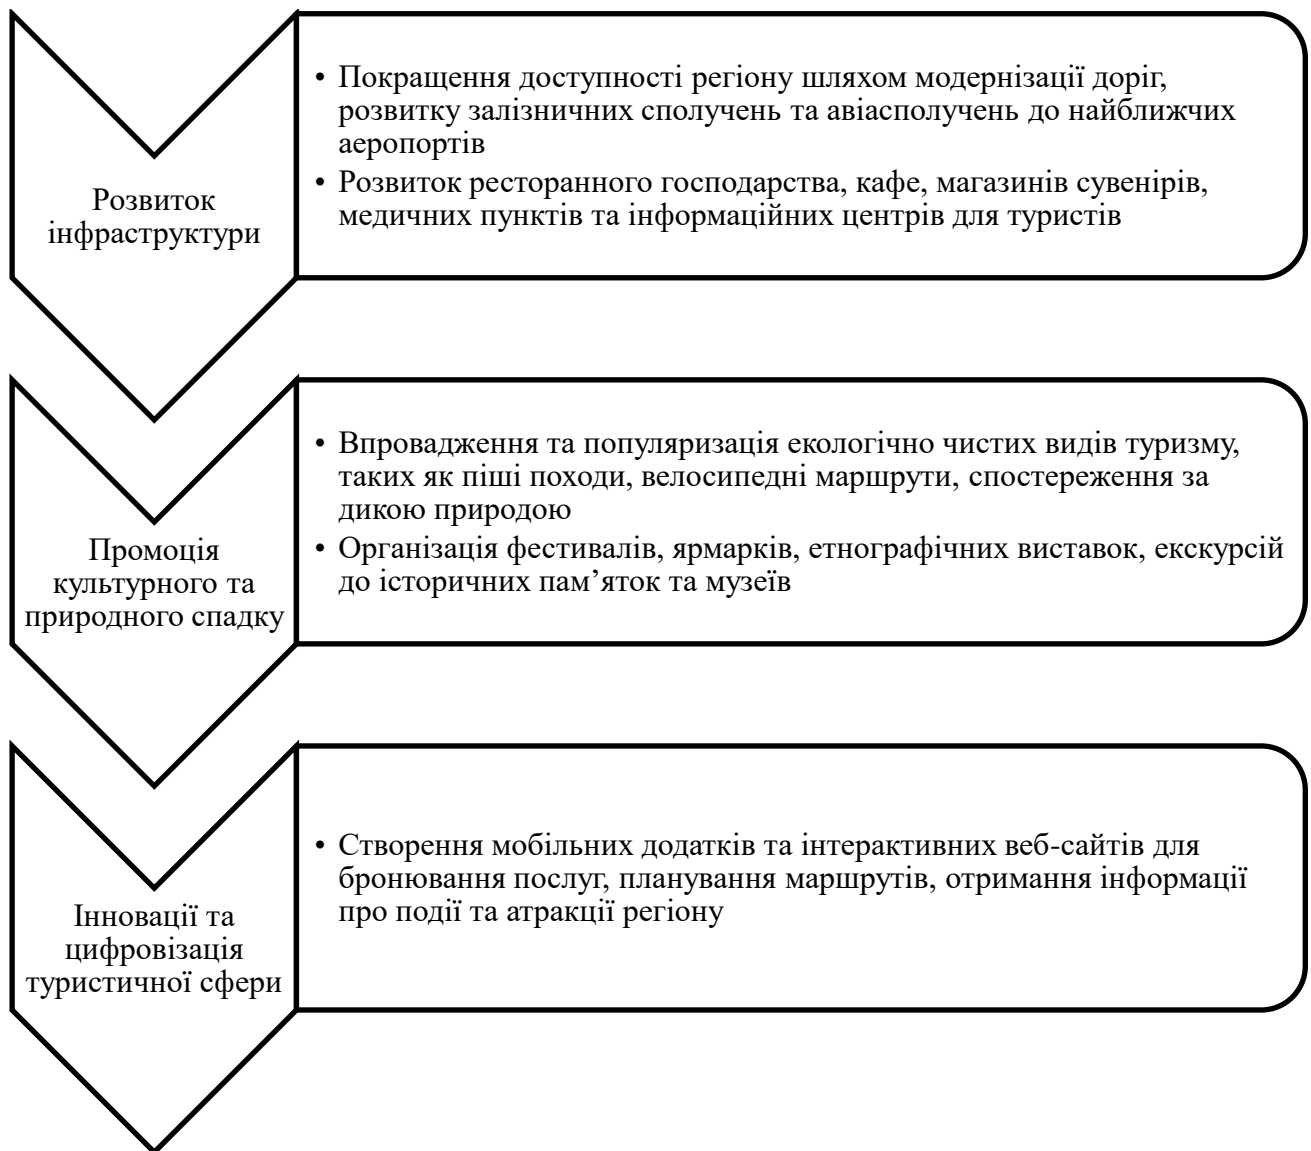 Розвиток
інфраструктури
• Покращення доступності регіону шляхом модернізації доріг,
розвитку залізничних сполучень та авіасполучень до найближчих
аеропортів
• Розвиток ресторанного господарства, кафе, магазинів сувенірів,
медичних пунктів та інформаційних центрів для туристів
Промоція
культурного та
природного спадку
• Впровадження та популяризація екологічно чистих видів туризму,
таких як піші походи, велосипедні маршрути, спостереження за
дикою природою
• Організація фестивалів, ярмарків, етнографічних виставок, екскурсій
до історичних пам’яток та музеїв
Інновації та
цифровізація
туристичної сфери
• Створення мобільних додатків та інтерактивних веб-сайтів для
бронювання послуг, планування маршрутів, отримання інформації
про події та атракції регіону